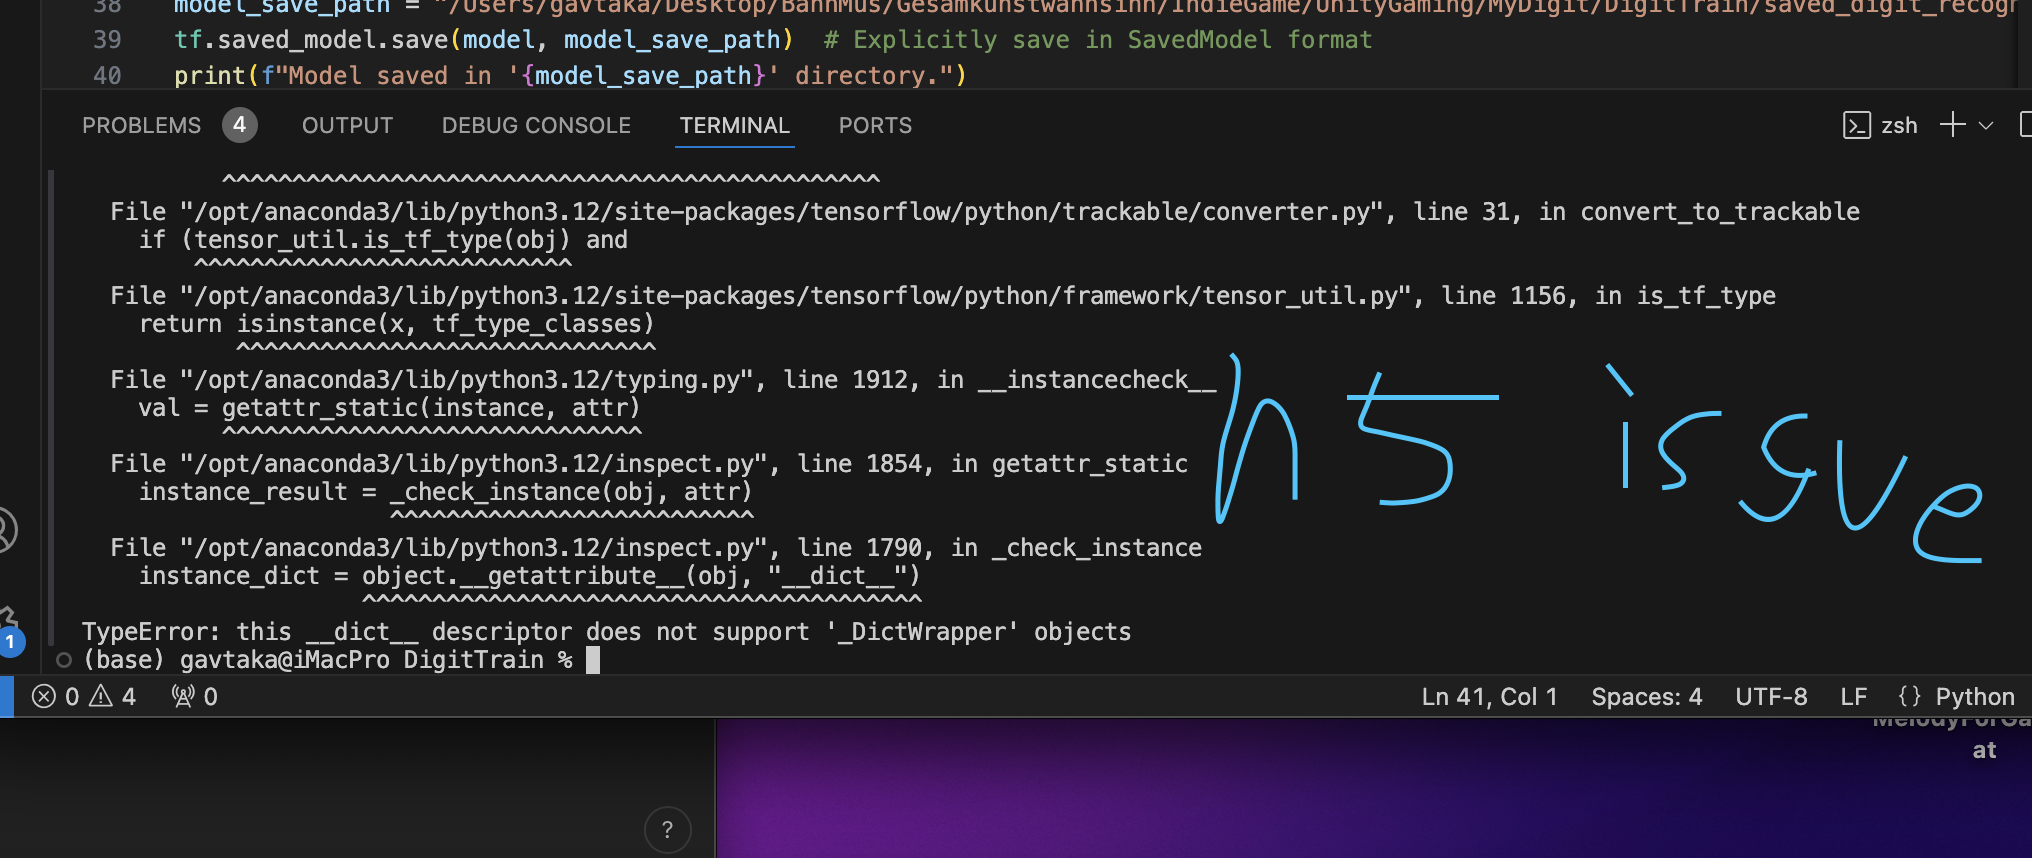 38 model_save_path = "/Users/gavtaka/Desktop/BahnMus/Gesamkunstwahnsinn/IndieGame/UnityGaming/MyDigit/DigitTrain/saved_digit_recogn
39 tf.saved_model.save(model, model_save_path)  # Explicitly save in SavedModel format
40 print(f"Model saved in '{model_save_path}' directory.")
PROBLEMS 4 OUTPUT DEBUG CONSOLE TERMINAL PORTS zsh
^^^^^^^^^^^^^^^^^^^^^^^^^^^^^^^^^^^^^^^^^^^^^^^
File "/opt/anaconda3/lib/python3.12/site-packages/tensorflow/python/trackable/converter.py", line 31, in convert_to_trackable
if (tensor_util.is_tf_type(obj) and
^^^^^^^^^^^^^^^^^^^^^^^^^^^
File "/opt/anaconda3/lib/python3.12/site-packages/tensorflow/python/framework/tensor_util.py", line 1156, in is_tf_type
return isinstance(x, tf_type_classes)
^^^^^^^^^^^^^^^^^^^^^^^^^^^^^^
File "/opt/anaconda3/lib/python3.12/typing.py", line 1912, in __instancecheck__
val = getattr_static(instance, attr)
^^^^^^^^^^^^^^^^^^^^^^^^^^^^^^
h5 issue
File "/opt/anaconda3/lib/python3.12/inspect.py", line 1854, in getattr_static
instance_result = _check_instance(obj, attr)
^^^^^^^^^^^^^^^^^^^^^^^^^^
File "/opt/anaconda3/lib/python3.12/inspect.py", line 1790, in _check_instance
instance_dict = object.__getattribute__(obj, "__dict__")
^^^^^^^^^^^^^^^^^^^^^^^^^^^^^^^^^^^^^^^^
TypeError: this __dict__ descriptor does not support '_DictWrapper' objects
(base) gavtaka@iMacPro DigitTrain %
1
0 4 0 Ln 41, Col 1 Spaces: 4 UTF-8 LF {} Python
at
?